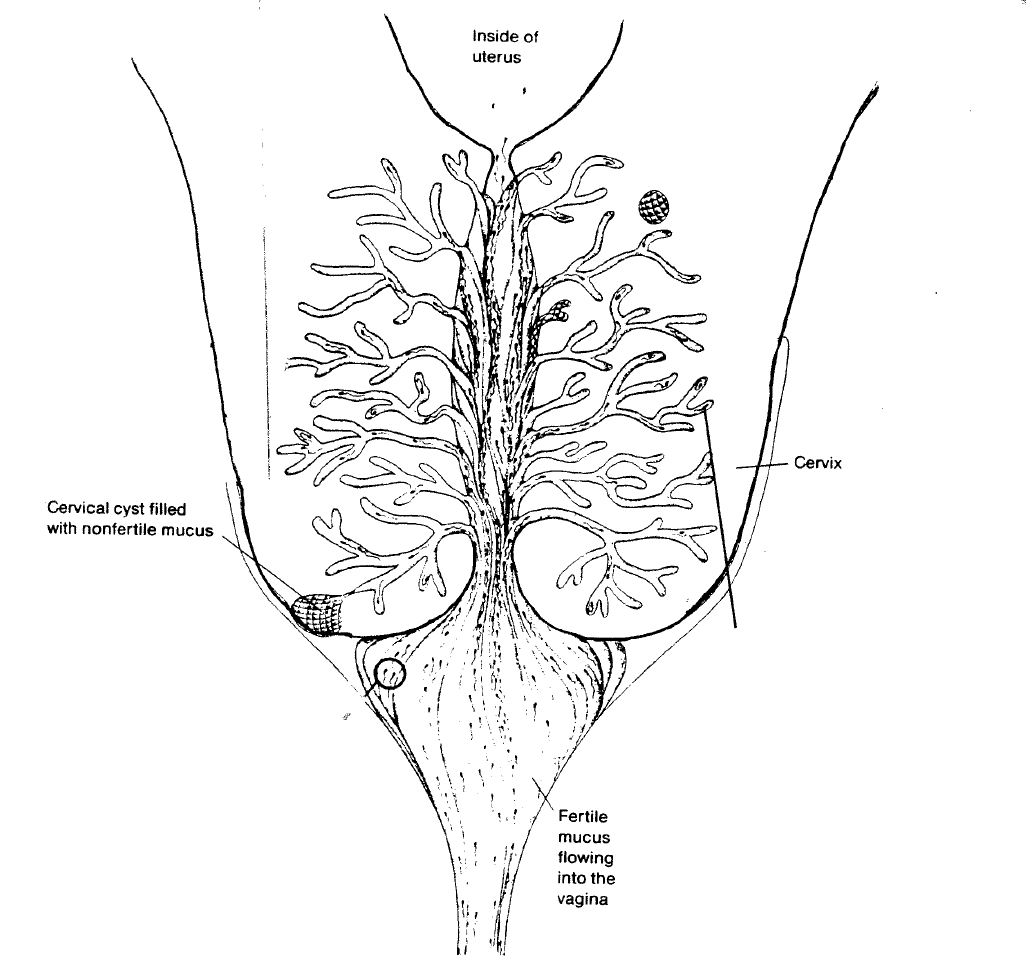 Inside of
uterus
Cervix
Cervical cyst filled
with nonfertile mucus
Fertile
mucus
flowing
into the
vagina